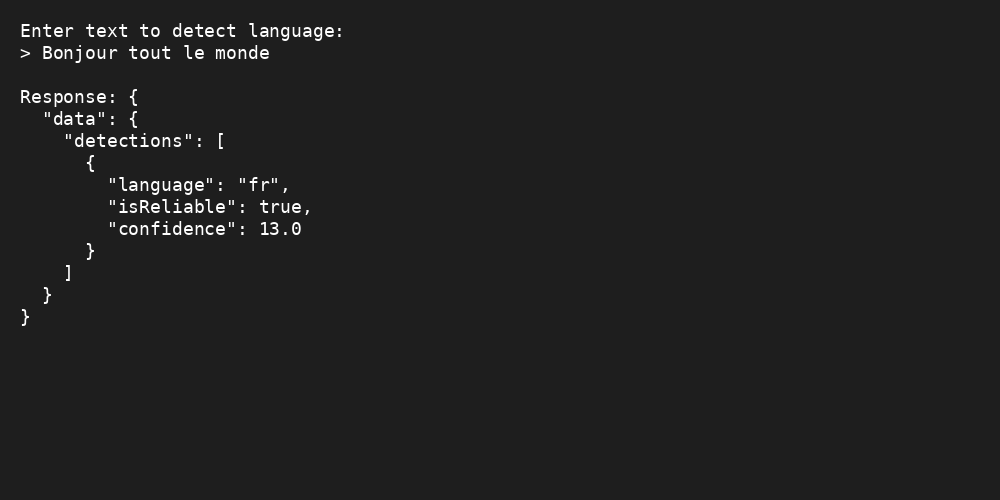 Enter text to detect language:
> Bonjour tout le monde

Response: {
  "data": {
    "detections": [
      {
        "language": "fr",
        "isReliable": true,
        "confidence": 13.0
      }
    ]
  }
}